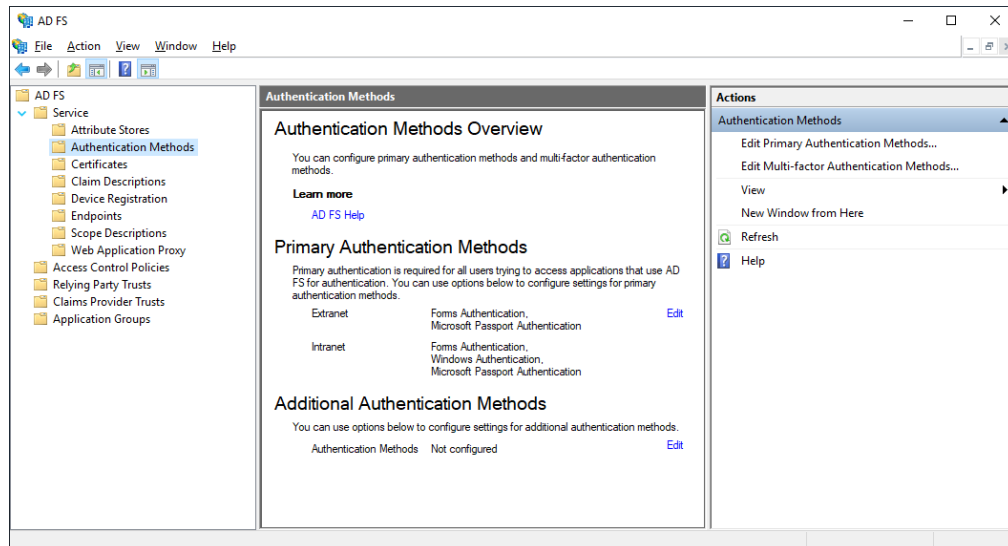 AD FS
File Action View Window Help
AD FS
Service
Attribute Stores
Authentication Methods
Certificates
Claim Descriptions
Device Registration
Endpoints
Scope Descriptions
Web Application Proxy
Access Control Policies
Relying Party Trusts
Claims Provider Trusts
Application Groups
Authentication Methods
Authentication Methods Overview
You can configure primary authentication methods and multi-factor authentication
methods.
Learn more
AD FS Help
Primary Authentication Methods
Primary authentication is required for all users trying to access applications that use AD
FS for authentication. You can use options below to configure settings for primary
authentication methods.
Extranet Forms Authentication, Edit
Microsoft Passport Authentication
Intranet Forms Authentication,
Windows Authentication,
Microsoft Passport Authentication
Additional Authentication Methods
You can use options below to configure settings for additional authentication methods.
Authentication Methods Not configured Edit
Actions
Authentication Methods
Edit Primary Authentication Methods...
Edit Multi-factor Authentication Methods...
View
New Window from Here
Refresh
Help